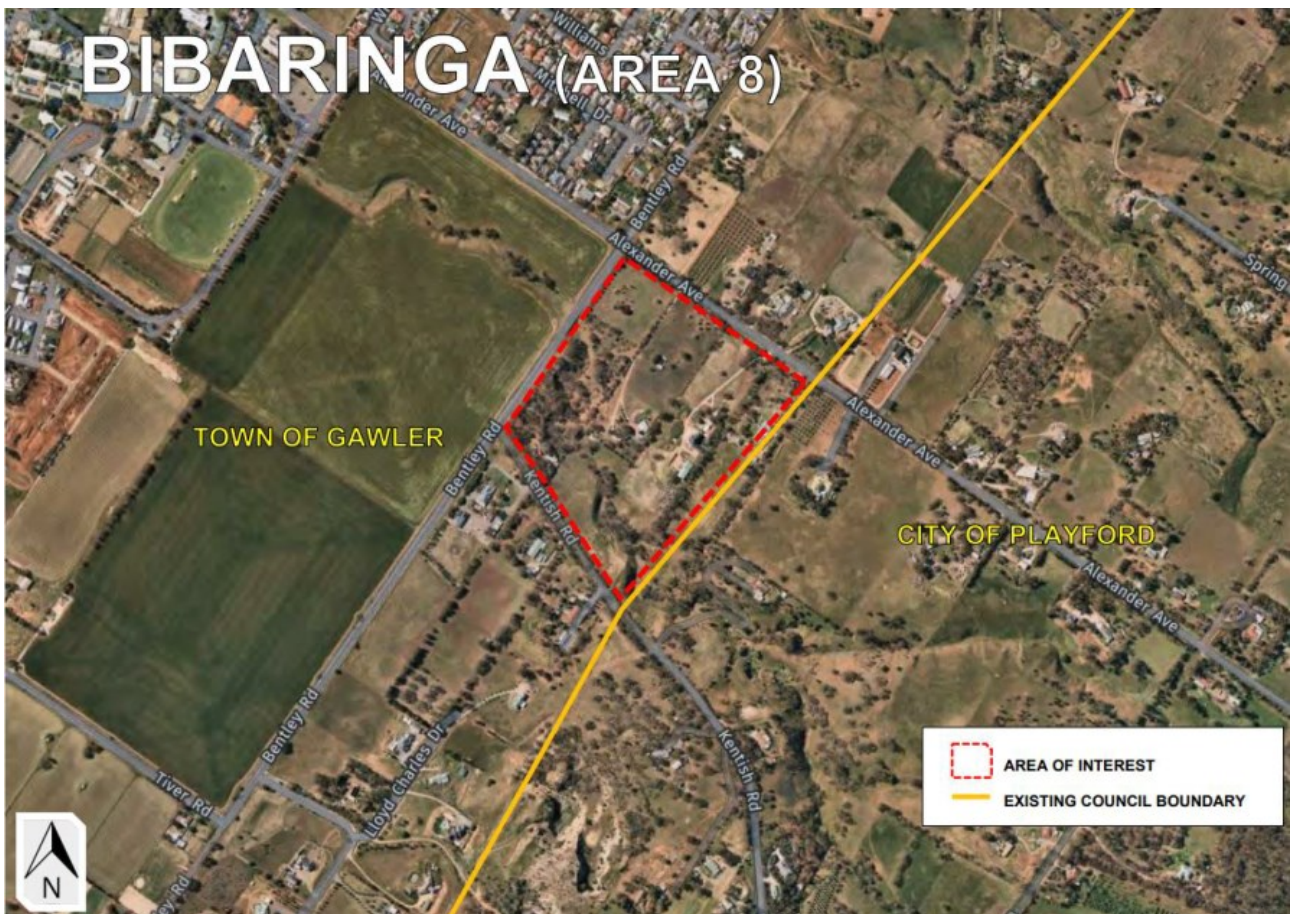 BIBARINGA (AREA 8)
Williams
Mitchell Dr
Alexander Ave
Bentley Rd
Alexander Ave
Spring
TOWN OF GAWLER
Bentley Rd
Kentish Rd
Alexander Ave
CITY OF PLAYFORD
Alexander Ave
Bentley Rd
Lloyd Charles Dr
Kentish Rd
Tiver Rd
AREA OF INTEREST
EXISTING COUNCIL BOUNDARY
N